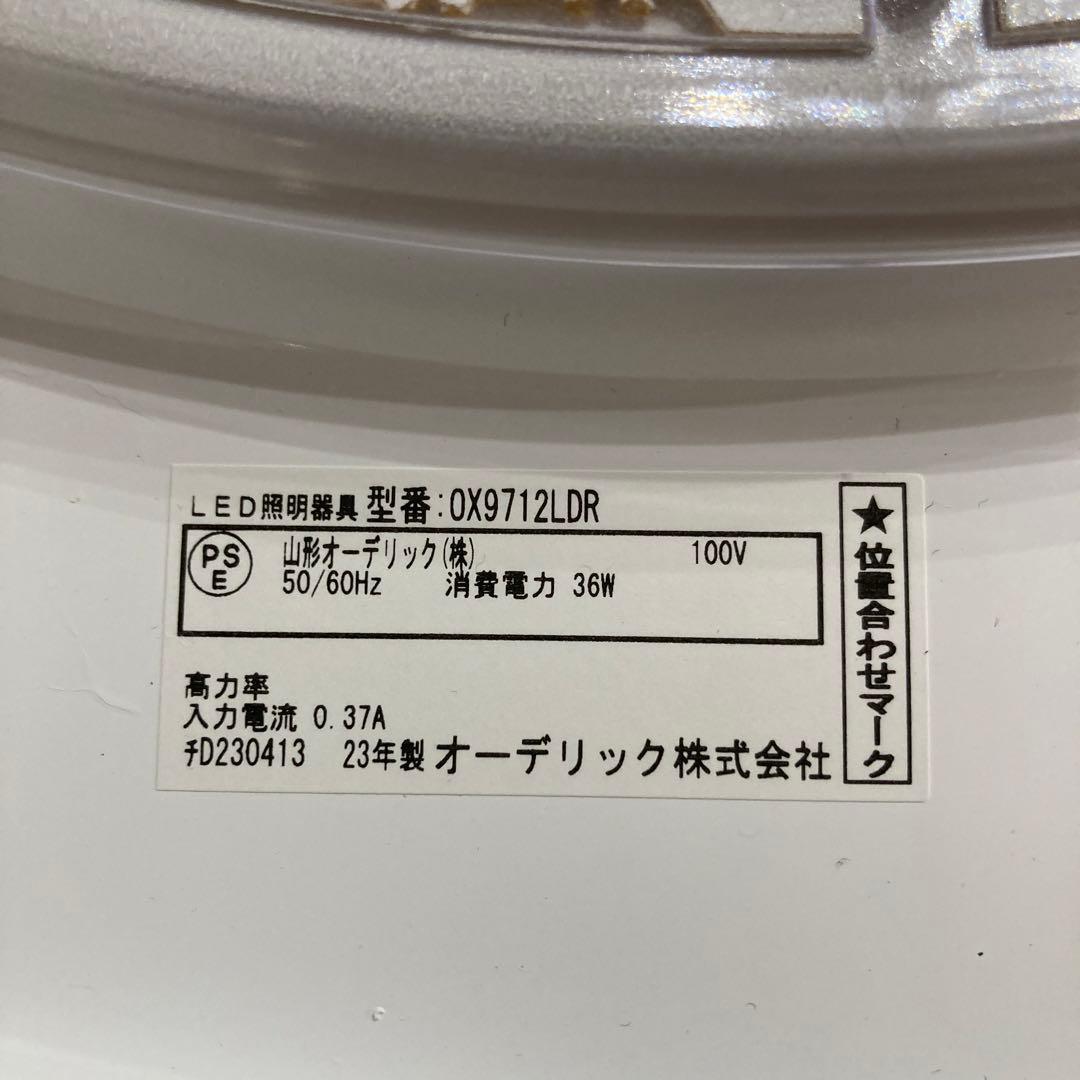 LED照明器具 型番:OX9712LDR
PS
E
山形オーデリック(株) 100V
50/60Hz 消費電力 36W
高力率
入力電流 0.37A
ﾁD230413 23年製 オーデリック株式会社
★位置合わせマーク